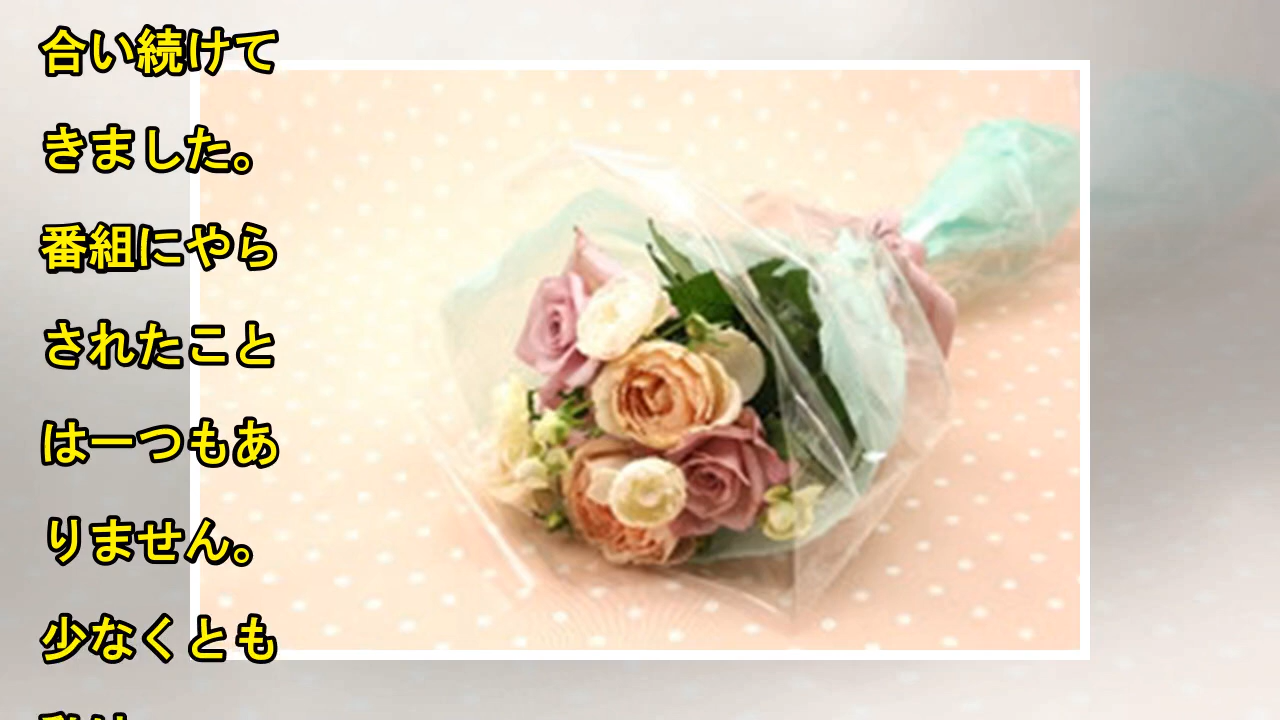 合い続けて
きました。
番組にやら
されたこと
は一つもあ
りません。
少なくとも